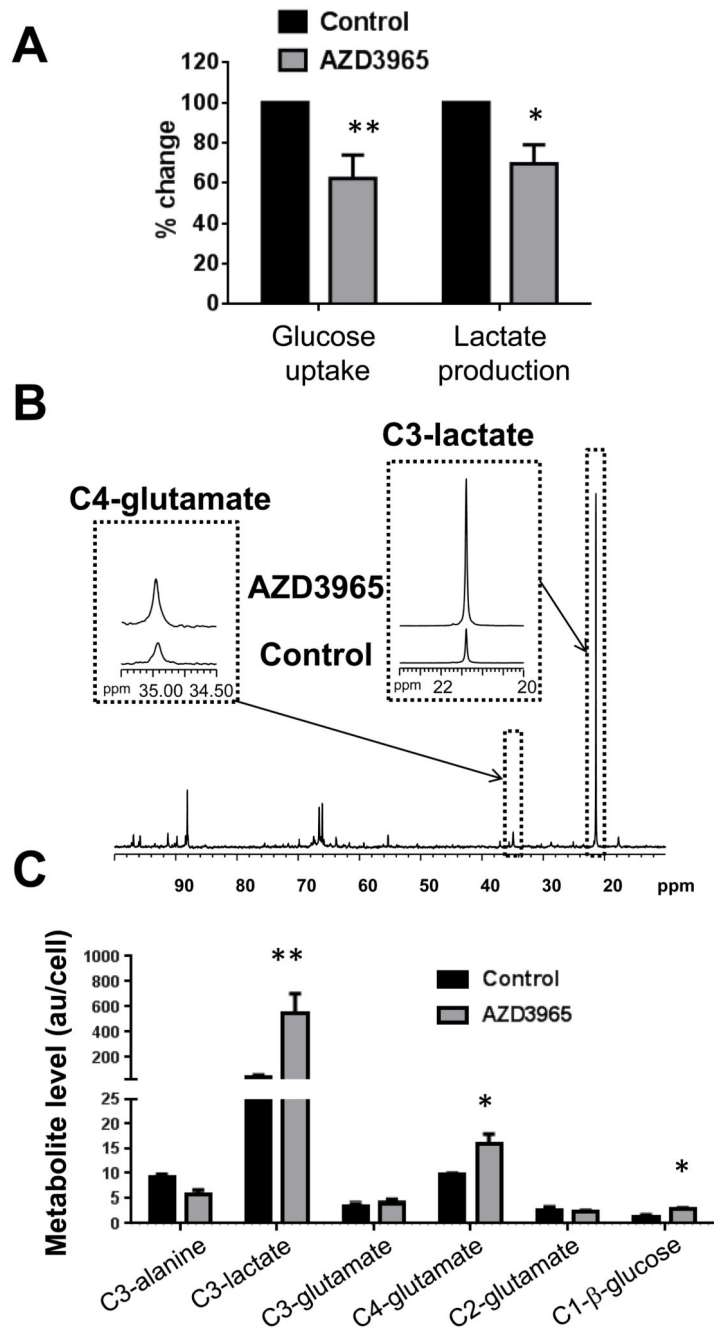 A
Control
AZD3965
% change
120
100
80
60
40
20
0
**
*
Glucose
uptake
Lactate
production
B
C3-lactate
C4-glutamate
AZD3965
Control
ppm 35.00 34.50
ppm 22 20
90 80 70 60 50 40 30 20 ppm
C
Metabolite level (au/cell)
1000
800
600
400
200
25
20
15
10
5
0
**
*
*
Control
AZD3965
C3-alanine
C3-lactate
C3-glutamate
C4-glutamate
C2-glutamate
C1-β-glucose